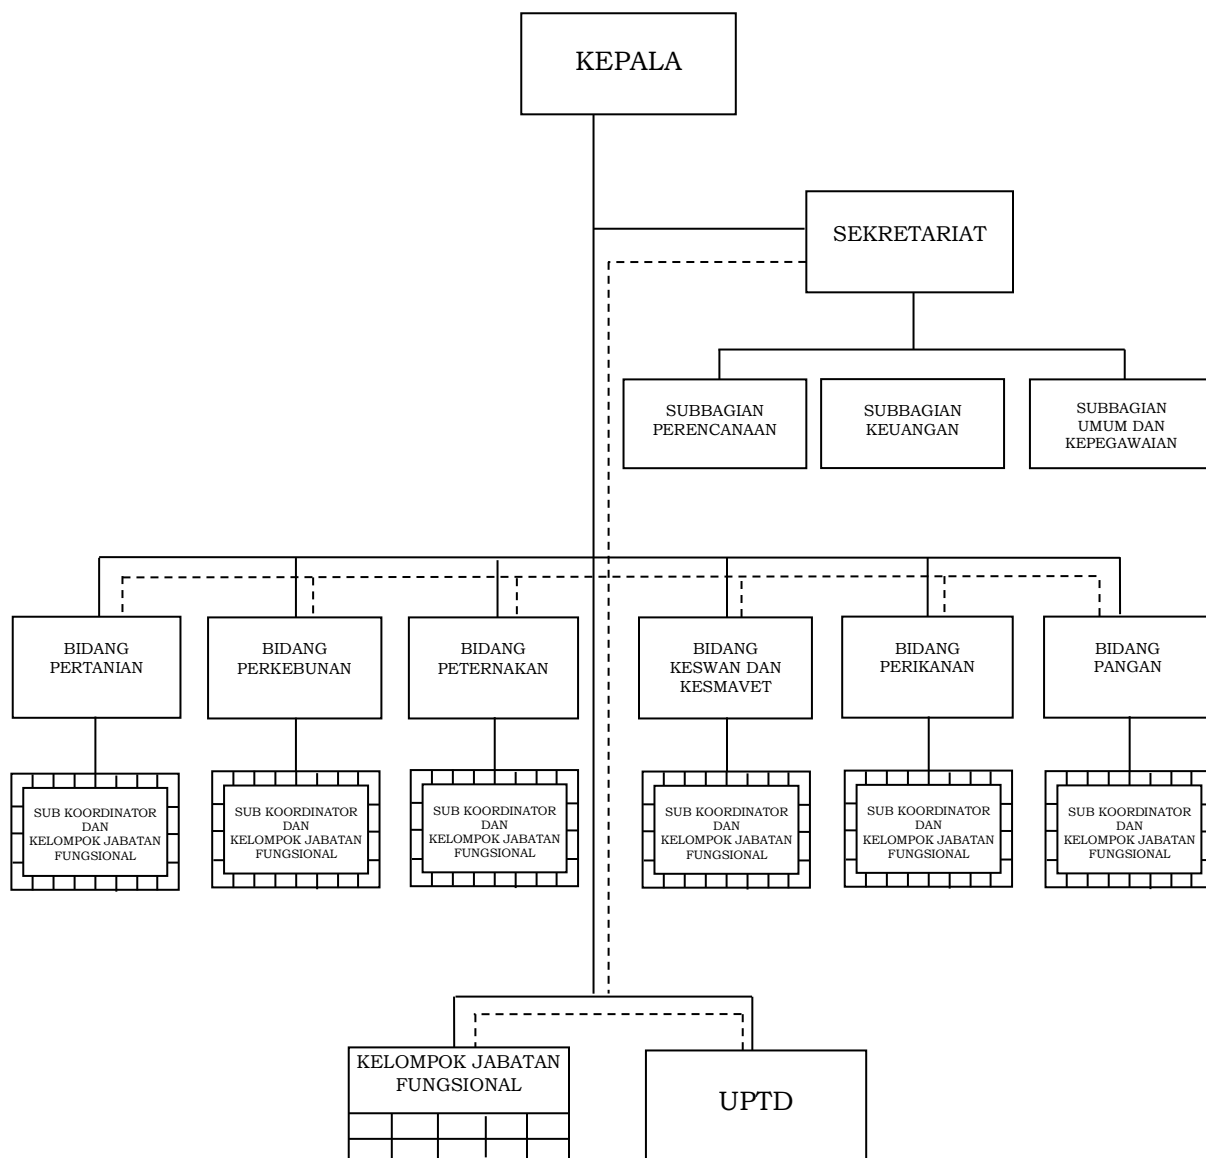 KEPALA
SEKRETARIAT
SUBBAGIAN
PERENCANAAN
SUBBAGIAN
KEUANGAN
SUBBAGIAN
UMUM DAN
KEPEGAWAIAN
BIDANG
PERTANIAN
BIDANG
PERKEBUNAN
BIDANG
PETERNAKAN
BIDANG
KESWAN DAN
KESMAVET
BIDANG
PERIKANAN
BIDANG
PANGAN
SUB KOORDINATOR
DAN
KELOMPOK JABATAN
FUNGSIONAL
SUB KOORDINATOR
DAN
KELOMPOK JABATAN
FUNGSIONAL
SUB KOORDINATOR
DAN
KELOMPOK JABATAN
FUNGSIONAL
SUB KOORDINATOR
DAN
KELOMPOK JABATAN
FUNGSIONAL
SUB KOORDINATOR
DAN
KELOMPOK JABATAN
FUNGSIONAL
SUB KOORDINATOR
DAN
KELOMPOK JABATAN
FUNGSIONAL
KELOMPOK JABATAN
FUNGSIONAL
UPTD